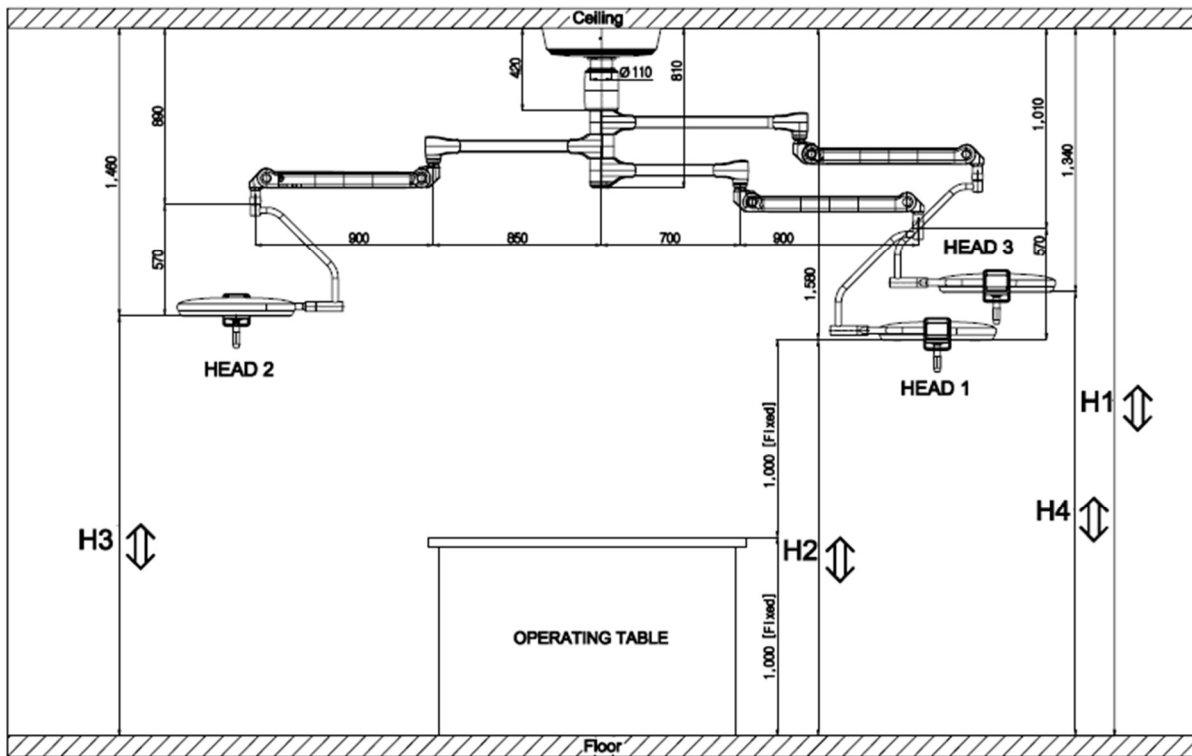 Ceiling
420
Ø110
810
890
1,460
1,010
1,340
900
850
700
900
570
1,580
HEAD 3
570
HEAD 2
HEAD 1
H1
1,000 [Fixed]
H3
H2
H4
OPERATING TABLE
1,000 [Fixed]
Floor